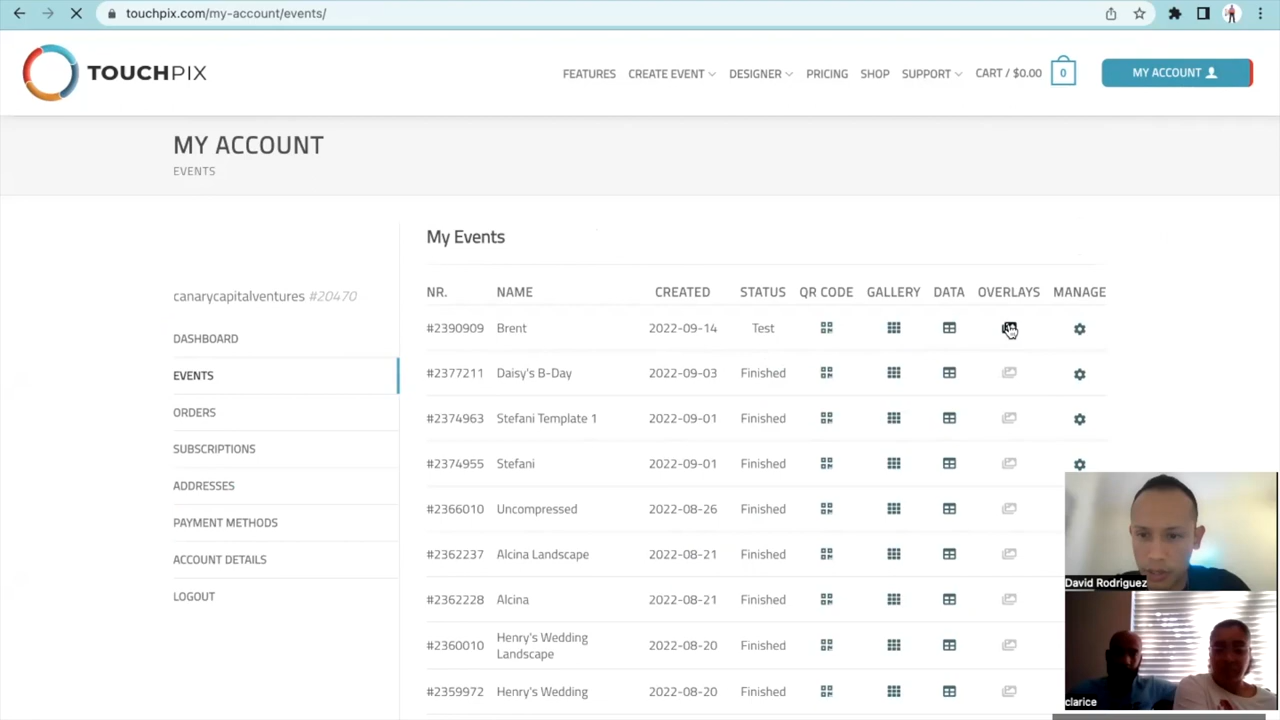 touchpix.com/my-account/events/
TOUCHPIX
FEATURES CREATE EVENT DESIGNER PRICING SHOP SUPPORT CART / $0.00 0 MY ACCOUNT
MY ACCOUNT
EVENTS
My Events
canarycapitalventures #20470
DASHBOARD
EVENTS
ORDERS
SUBSCRIPTIONS
ADDRESSES
PAYMENT METHODS
ACCOUNT DETAILS
LOGOUT
NR. NAME CREATED STATUS QR CODE GALLERY DATA OVERLAYS MANAGE
#2390909 Brent 2022-09-14 Test
#2377211 Daisy's B-Day 2022-09-03 Finished
#2374963 Stefani Template 1 2022-09-01 Finished
#2374955 Stefani 2022-09-01 Finished
#2366010 Uncompressed 2022-08-26 Finished
#2362237 Alcina Landscape 2022-08-21 Finished
#2362228 Alcina 2022-08-21 Finished
#2360010 Henry's Wedding Landscape 2022-08-20 Finished
#2359972 Henry's Wedding 2022-08-20 Finished
David Rodriguez
clarice